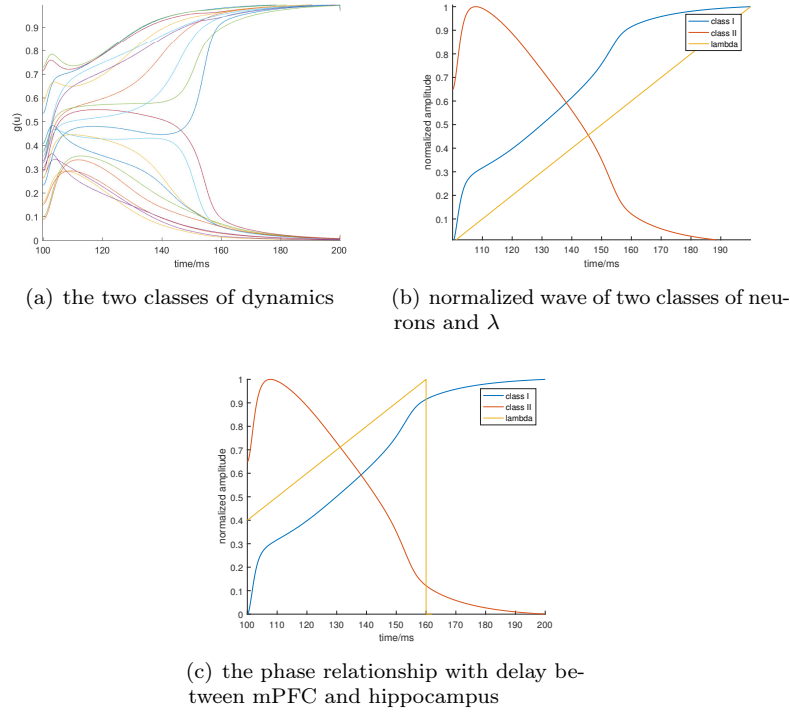 0.9
0.8
0.7
0.6
0.5
0.4
0.3
0.2
0.1
0
g(u)
100 120 140 160 180 200
time/ms
(a) the two classes of dynamics
1
0.9
0.8
0.7
0.6
0.5
0.4
0.3
0.2
0.1
normalized amplitude
class I
class II
lambda
110 120 130 140 150 160 170 180 190
time/ms
(b) normalized wave of two classes of neu-
rons and λ
1
0.9
0.8
0.7
0.6
0.5
0.4
0.3
0.2
0.1
0
normalized amplitude
class I
class II
lambda
100 110 120 130 140 150 160 170 180 190 200
time/ms
(c) the phase relationship with delay be-
tween mPFC and hippocampus